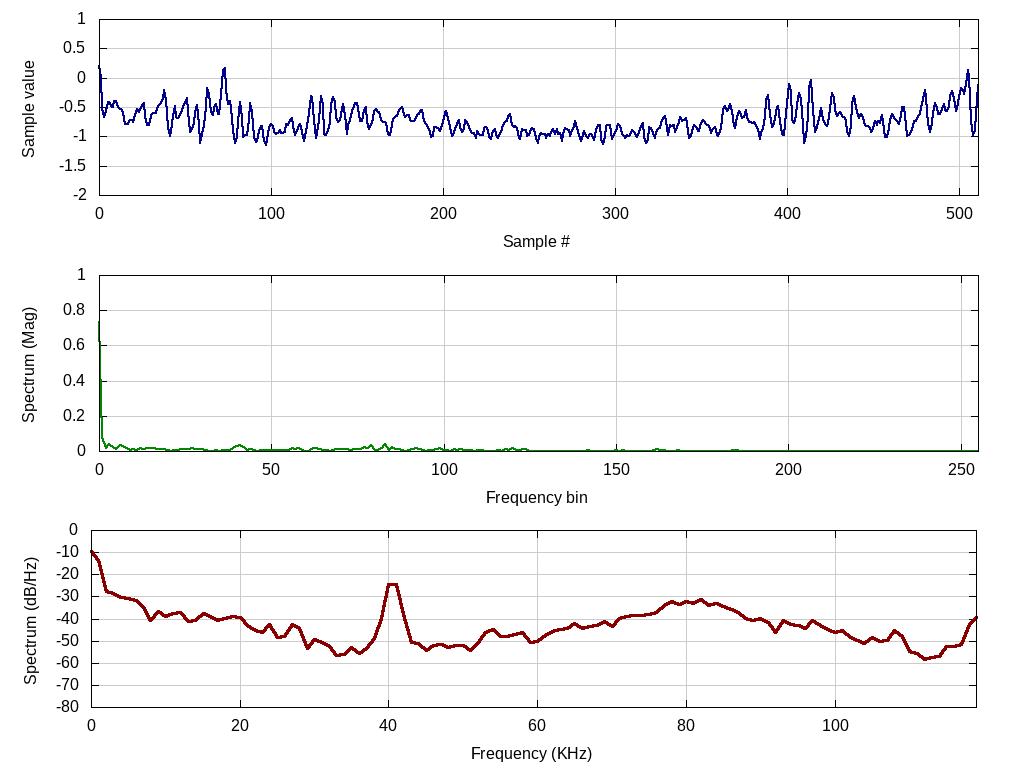 1
0.5
0
-0.5
-1
-1.5
-2
Sample value
0 100 200 300 400 500
Sample #
1
0.8
0.6
0.4
0.2
0
Spectrum (Mag)
0 50 100 150 200 250
Frequency bin
0
-10
-20
-30
-40
-50
-60
-70
-80
Spectrum (dB/Hz)
0 20 40 60 80 100
Frequency (KHz)